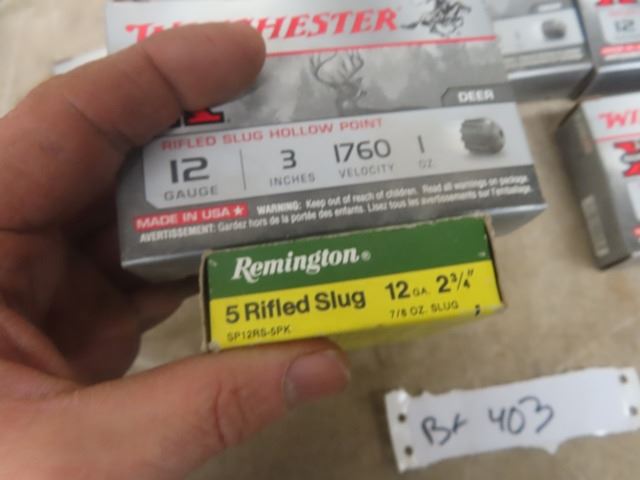 WINCHESTER
X
DEER
RIFLED SLUG HOLLOW POINT
12 3 1760 1
GAUGE INCHES VELOCITY OZ.
MADE IN USA WARNING: Keep out of reach of children. Read all warnings on package.
AVERTISSEMENT: Gardez hors de la portée des enfants. Lisez tous les avertissements sur l'emballage.
Remington®
5 Rifled Slug 12 GA. 2 3/4"
SP12RS-5PK 7/8 OZ. SLUG
12
WI
X
12
Bx 403